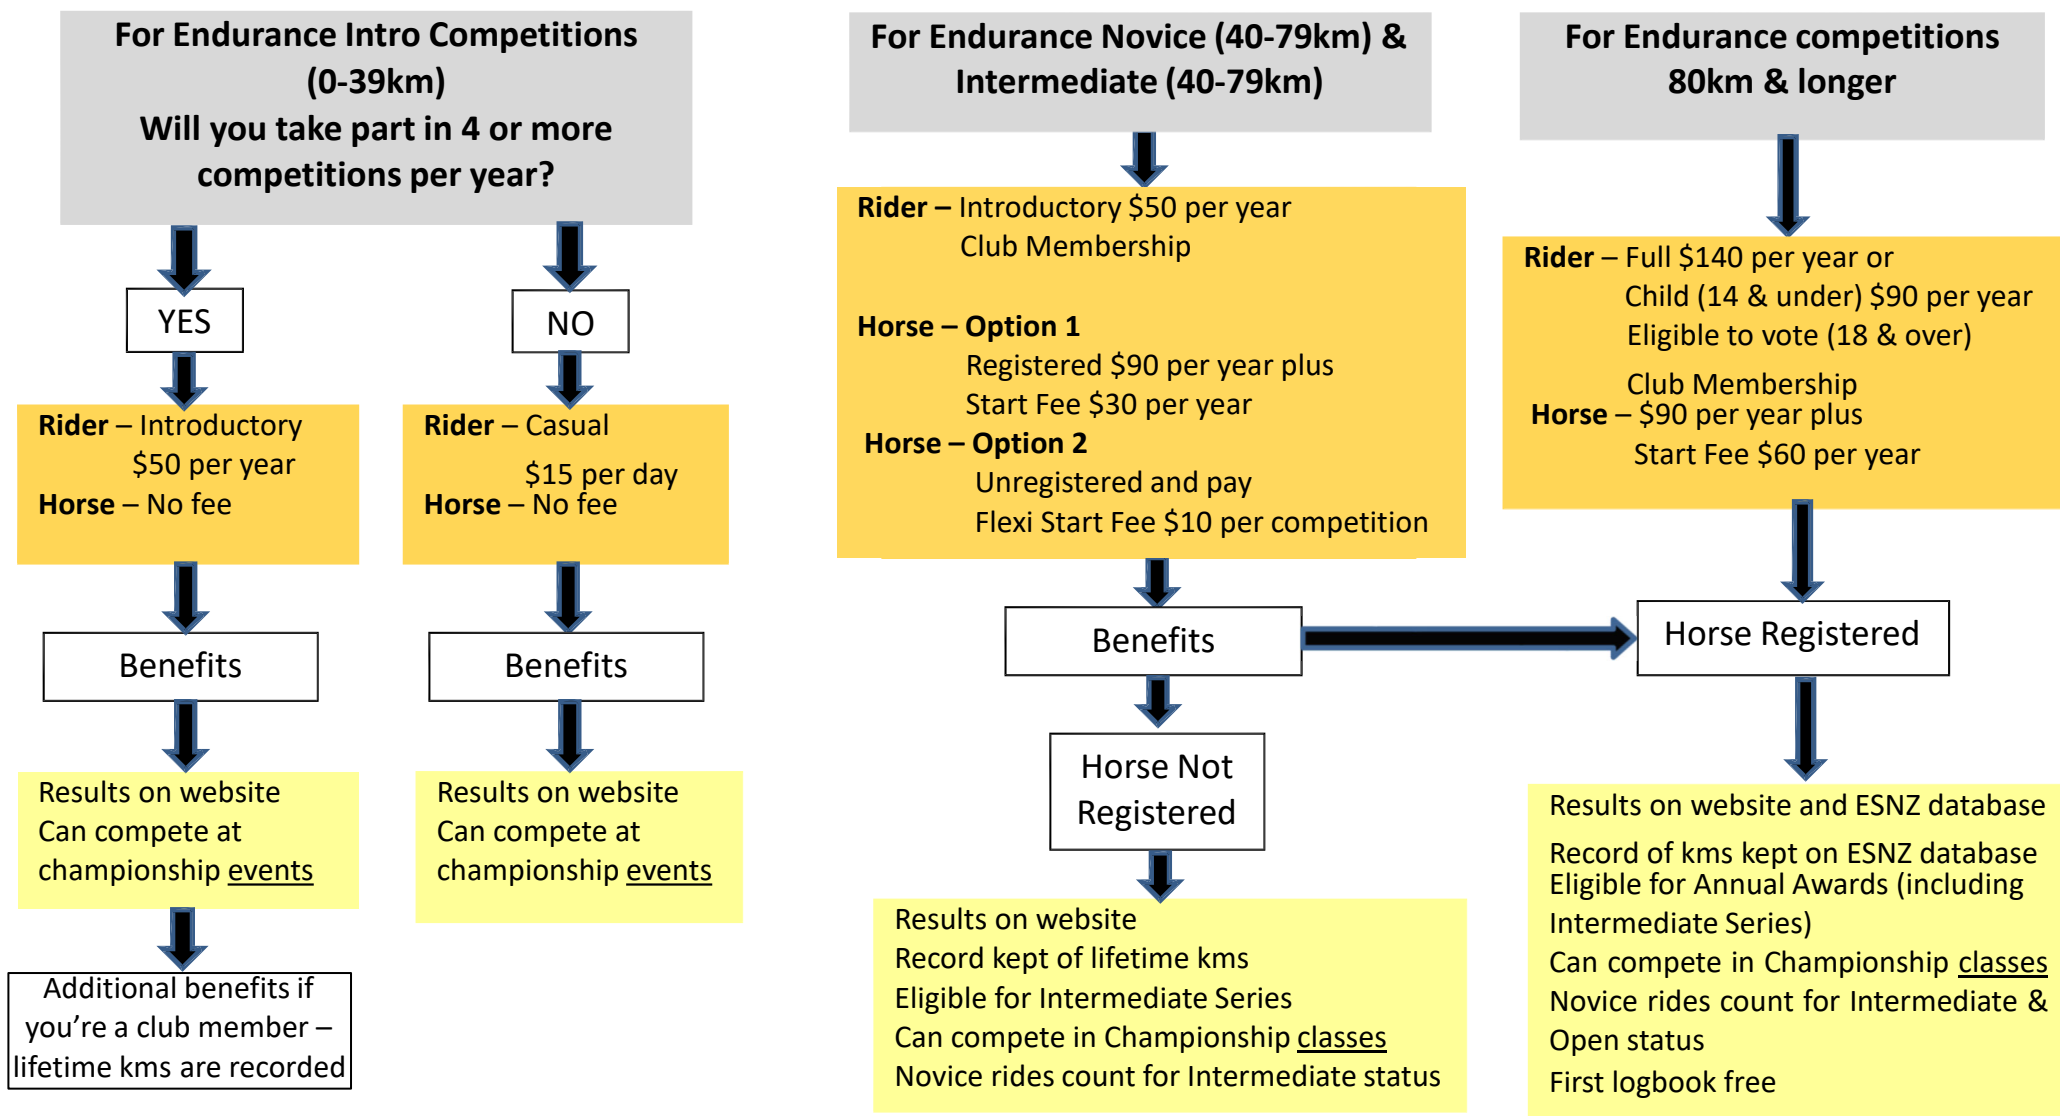 For Endurance Intro Competitions
(0-39km)
Will you take part in 4 or more
competitions per year?
YES
NO
Rider – Introductory
$50 per year
Horse – No fee
Rider – Casual
$15 per day
Horse – No fee
Benefits
Benefits
Results on website
Can compete at
championship events
Results on website
Can compete at
championship events
Additional benefits if
you’re a club member –
lifetime kms are recorded
For Endurance Novice (40-79km) &
Intermediate (40-79km)
Rider – Introductory $50 per year
Club Membership
Horse – Option 1
Registered $90 per year plus
Start Fee $30 per year
Horse – Option 2
Unregistered and pay
Flexi Start Fee $10 per competition
Benefits
Horse Not
Registered
Results on website
Record kept of lifetime kms
Eligible for Intermediate Series
Can compete in Championship classes
Novice rides count for Intermediate status
For Endurance competitions
80km & longer
Rider – Full $140 per year or
Child (14 & under) $90 per year
Eligible to vote (18 & over)
Club Membership
Horse – $90 per year plus
Start Fee $60 per year
Horse Registered
Results on website and ESNZ database
Record of kms kept on ESNZ database
Eligible for Annual Awards (including
Intermediate Series)
Can compete in Championship classes
Novice rides count for Intermediate &
Open status
First logbook free